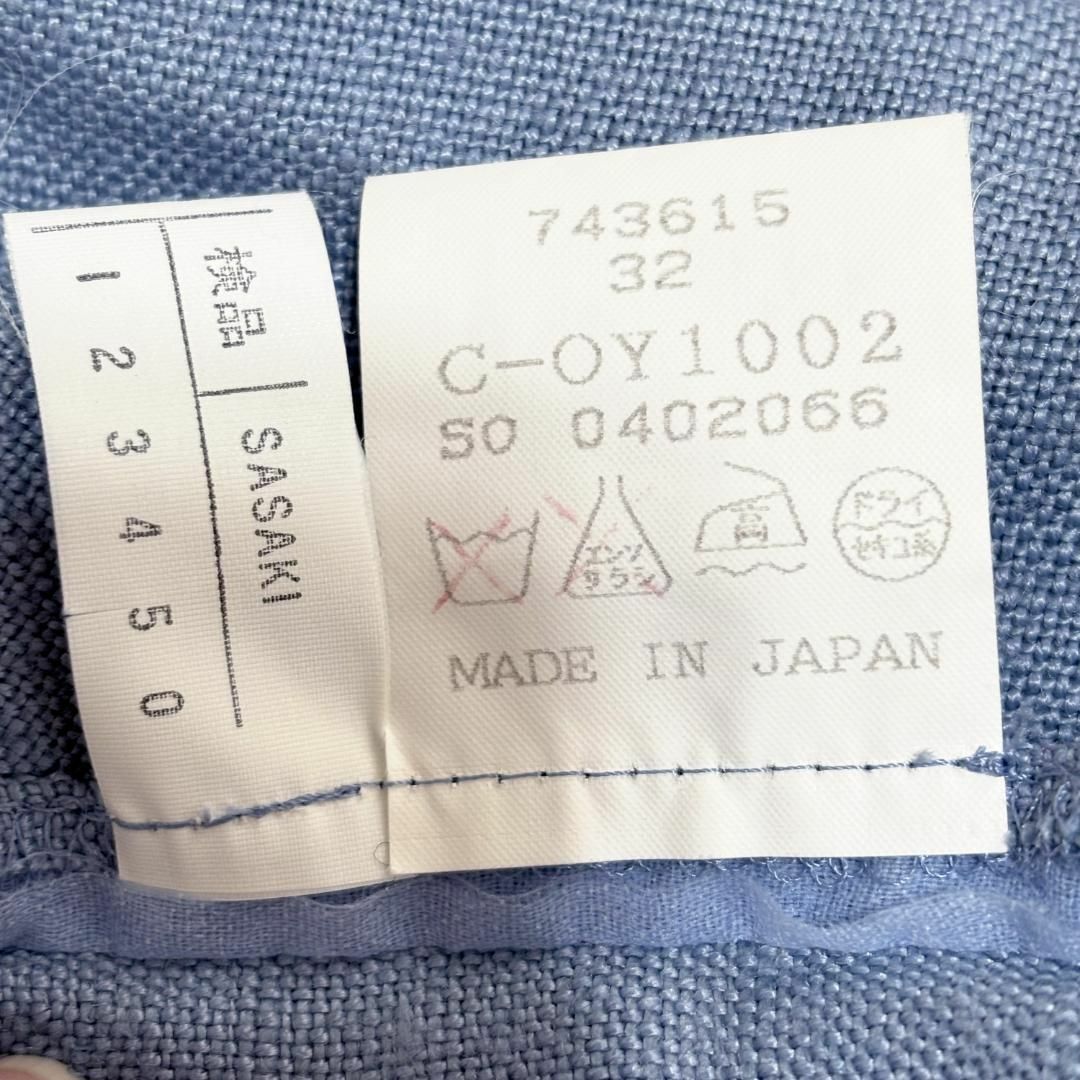 検品 SASAKI
1 2 3 4 5 0
743615
32
C-OY1002
SO 0402066
エンソ
サラシ
高
ドライ
セキユ系
MADE IN JAPAN